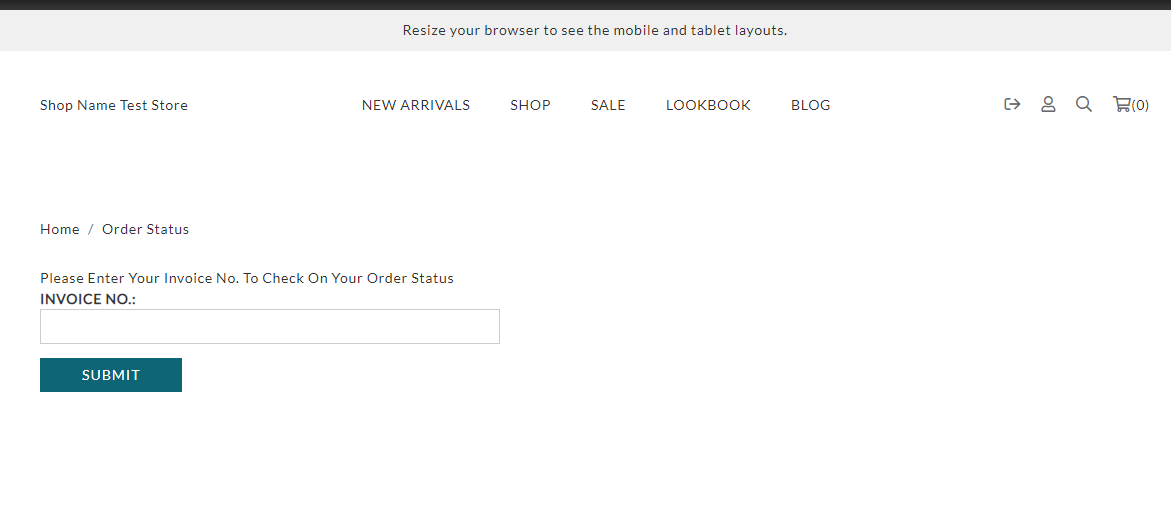 Resize your browser to see the mobile and tablet layouts.
Shop Name Test Store NEW ARRIVALS SHOP SALE LOOKBOOK BLOG (0)
Home / Order Status
Please Enter Your Invoice No. To Check On Your Order Status
INVOICE NO.:
SUBMIT